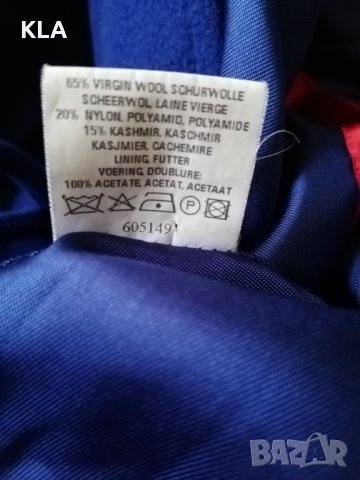 KLA
65% VIRGIN WOOL SCHURWOLLE
SCHEERWOL, LAINE VIERGE
20% NYLON, POLYAMID, POLYAMIDE
15% KASHMIR, KASCHMIR
KASJMIER, CACHEMIRE
LINING, FUTTER
VOERING, DOUBLURE:
100% ACETATE, ACETAT, ACETAAT
P
605149
BAZAR